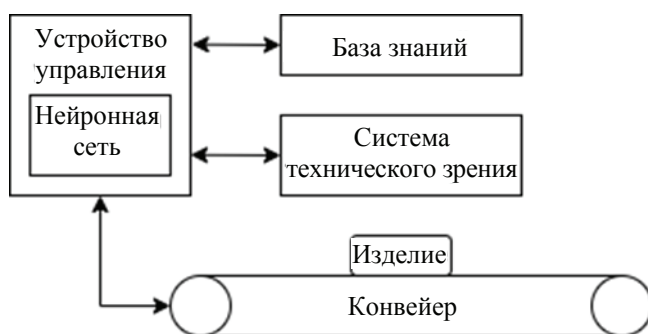 Устройство
управления
Нейронная
сеть
База знаний
Система
технического зрения
Изделие
Конвейер